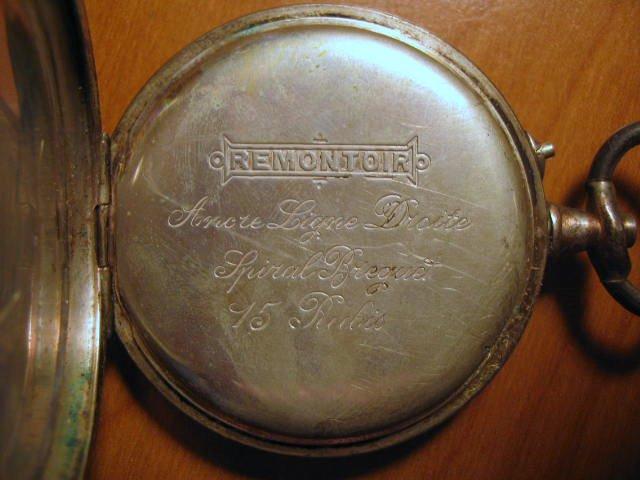 REMONTOIR
Ancre Ligne Droite
Spiral Breguet
15 Rubis